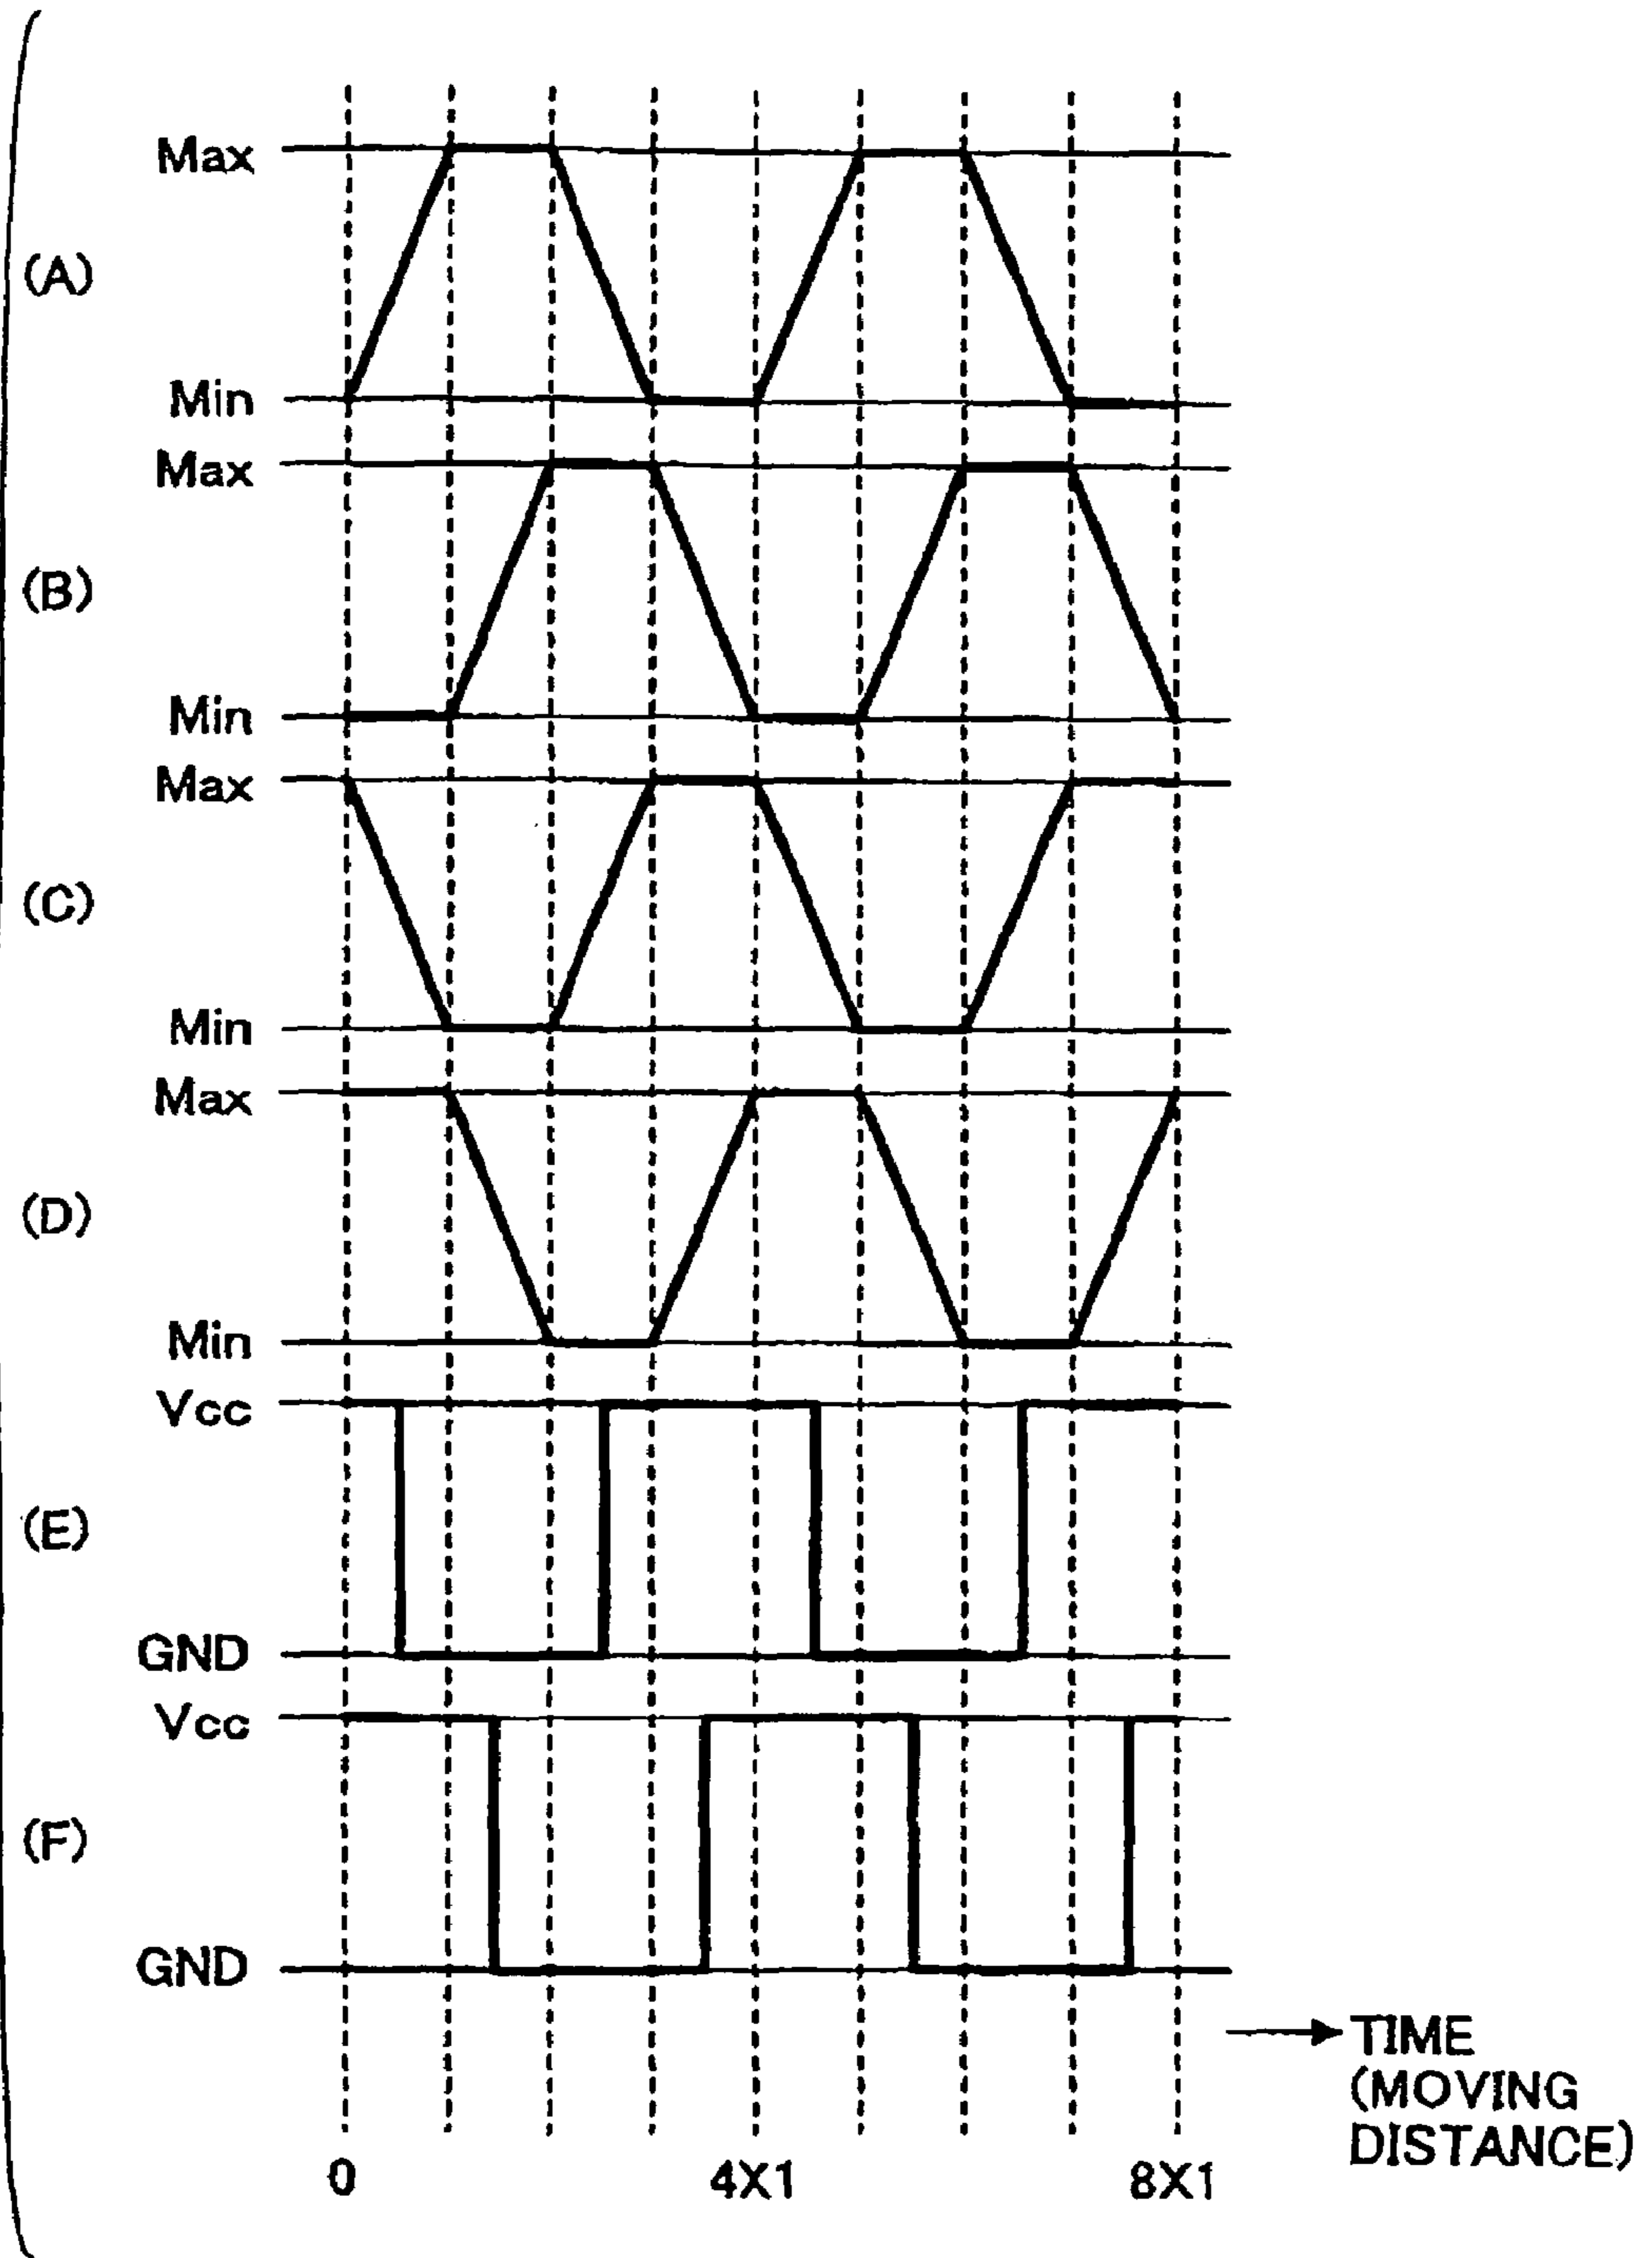 Max
(A)
Min
Max
(B)
Min
Max
(C)
Min
Max
(D)
Min
Vcc
(E)
GND
Vcc
(F)
GND
TIME
(MOVING
DISTANCE)
0 4X1 8X1